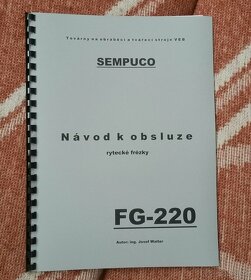 Továrny na obráběcí a tvářecí stroje VEB
SEMPUCO
Návod k obsluze
rytecké frézky
FG-220
Autor: ing. Josef Walter